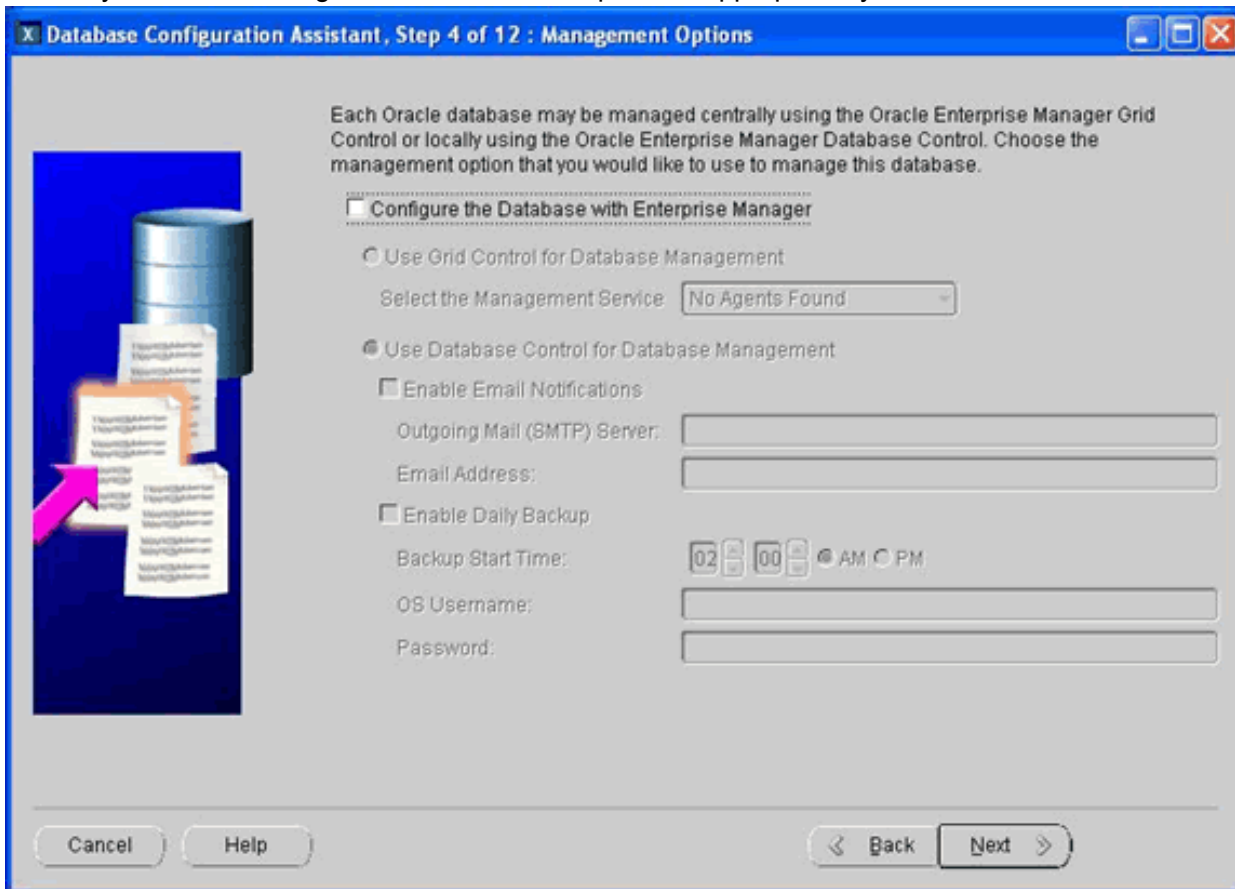 Database Configuration Assistant, Step 4 of 12 : Management Options
Each Oracle database may be managed centrally using the Oracle Enterprise Manager Grid
Control or locally using the Oracle Enterprise Manager Database Control. Choose the
management option that you would like to use to manage this database.
Configure the Database with Enterprise Manager
Use Grid Control for Database Management
Select the Management Service No Agents Found
Use Database Control for Database Management
Enable Email Notifications
Outgoing Mail (SMTP) Server:
Email Address:
Enable Daily Backup
Backup Start Time: 02 00 AM PM
OS Username:
Password:
Cancel Help Back Next